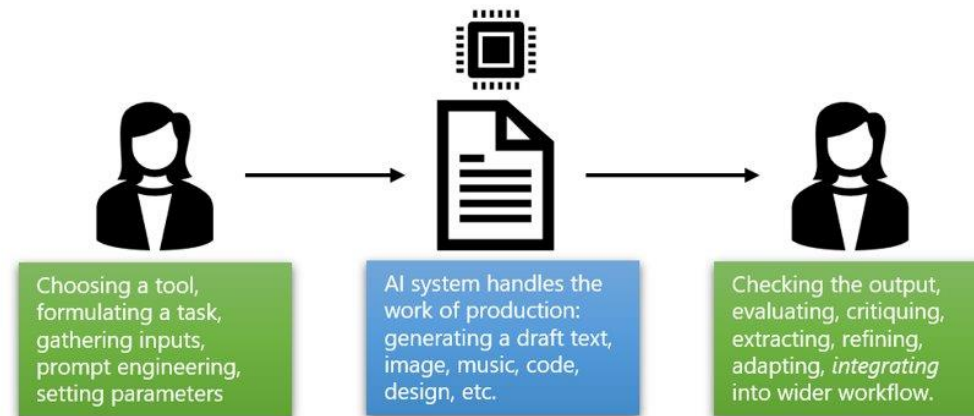 Choosing a tool,
formulating a task,
gathering inputs,
prompt engineering,
setting parameters
AI system handles the
work of production:
generating a draft text,
image, music, code,
design, etc.
Checking the output,
evaluating, critiquing,
extracting, refining,
adapting, integrating
into wider workflow.